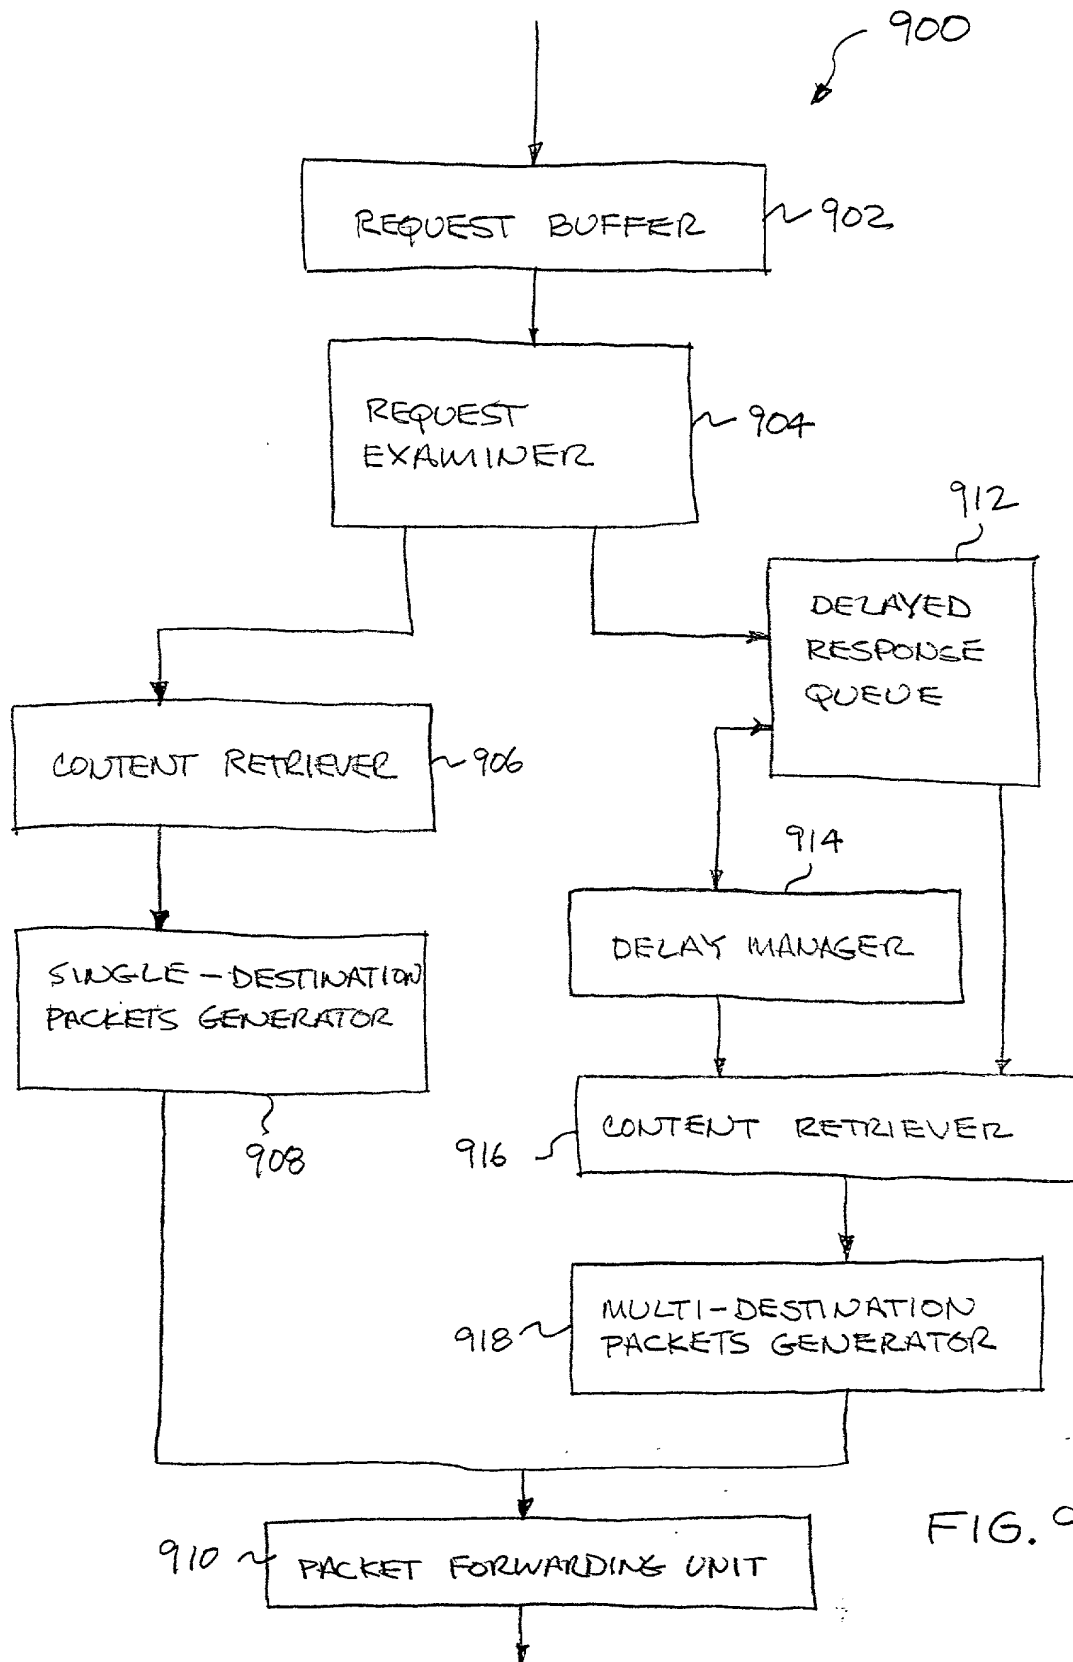 900
REQUEST BUFFER
902
REQUEST
EXAMINER
904
912
DELAYED
RESPONSE
QUEUE
CONTENT RETRIEVER
906
914
DELAY MANAGER
SINGLE-DESTINATION
PACKETS GENERATOR
908
CONTENT RETRIEVER
916
MULTI-DESTINATION
PACKETS GENERATOR
918
FIG. 9
PACKET FORWARDING UNIT
910